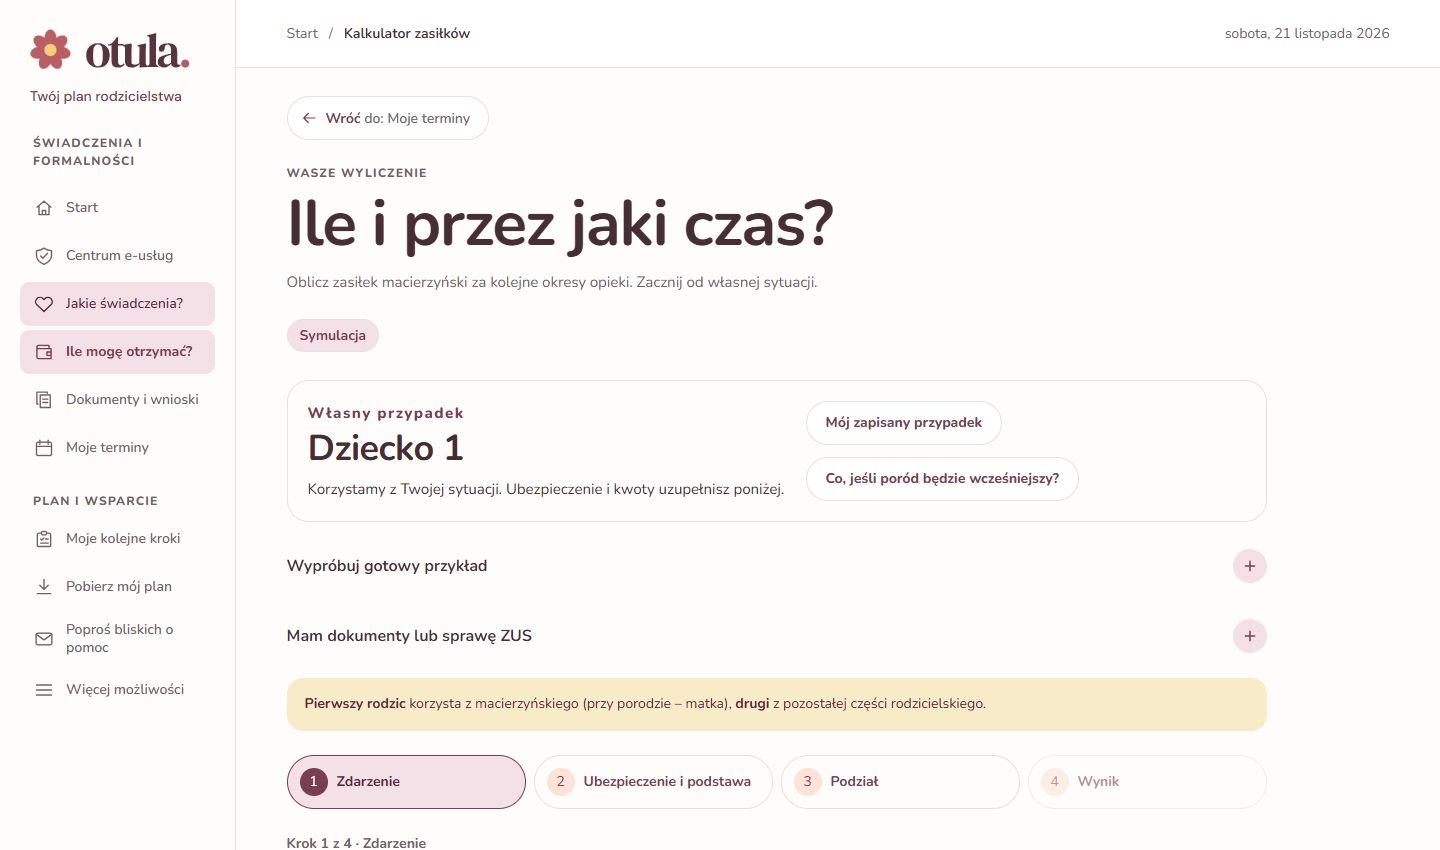 otula.
Twój plan rodzicielstwa
ŚWIADCZENIA I
FORMALNOŚCI
Start
Centrum e-usług
Jakie świadczenia?
Ile mogę otrzymać?
Dokumenty i wnioski
Moje terminy
PLAN I WSPARCIE
Moje kolejne kroki
Pobierz mój plan
Poproś bliskich o
pomoc
Więcej możliwości
Start / Kalkulator zasiłków
sobota, 21 listopada 2026
Wróć do: Moje terminy
WASZE WYLICZENIE
Ile i przez jaki czas?
Oblicz zasiłek macierzyński za kolejne okresy opieki. Zacznij od własnej sytuacji.
Symulacja
Własny przypadek
Dziecko 1
Korzystamy z Twojej sytuacji. Ubezpieczenie i kwoty uzupełnisz poniżej.
Mój zapisany przypadek
Co, jeśli poród będzie wcześniejszy?
Wypróbuj gotowy przykład
Mam dokumenty lub sprawę ZUS
Pierwszy rodzic korzysta z macierzyńskiego (przy porodzie – matka), drugi z pozostałej części rodzicielskiego.
1 Zdarzenie
2 Ubezpieczenie i podstawa
3 Podział
4 Wynik
Krok 1 z 4 · Zdarzenie